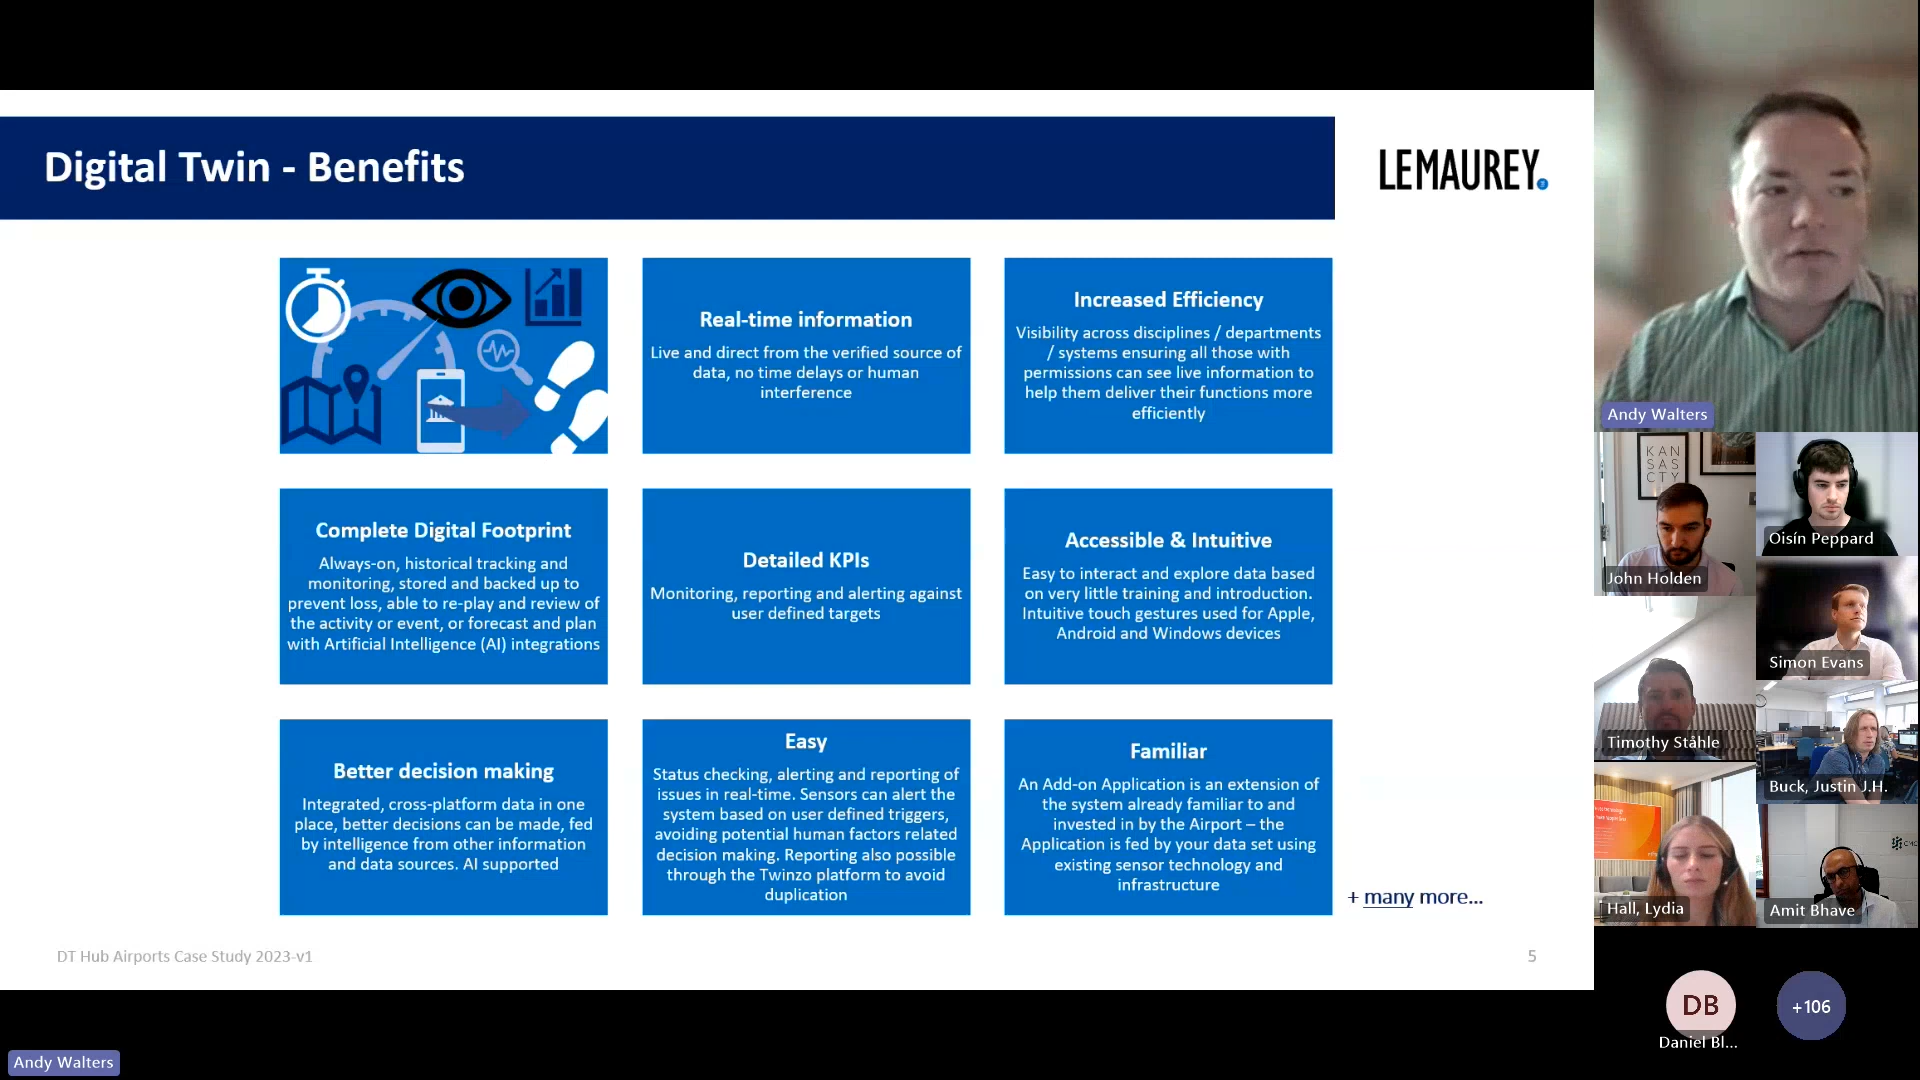 Digital Twin - Benefits
LEMAUREY.
Real-time information
Live and direct from the verified source of
data, no time delays or human
interference
Increased Efficiency
Visibility across disciplines / departments
/ systems ensuring all those with
permissions can see live information to
help them deliver their functions more
efficiently
Complete Digital Footprint
Always-on, historical tracking and
monitoring, stored and backed up to
prevent loss, able to re-play and review of
the activity or event, or forecast and plan
with Artificial Intelligence (AI) integrations
Detailed KPIs
Monitoring, reporting and alerting against
user defined targets
Accessible & Intuitive
Easy to interact and explore data based
on very little training and introduction.
Intuitive touch gestures used for Apple,
Android and Windows devices
Better decision making
Integrated, cross-platform data in one
place, better decisions can be made, fed
by intelligence from other information
and data sources. AI supported
Easy
Status checking, alerting and reporting of
issues in real-time. Sensors can alert the
system based on user defined triggers,
avoiding potential human factors related
decision making. Reporting also possible
through the Twinzo platform to avoid
duplication
Familiar
An Add-on Application is an extension of
the system already familiar to and
invested in by the Airport – the
Application is fed by your data set using
existing sensor technology and
infrastructure
+ many more...
DT Hub Airports Case Study 2023-v1
5
Andy Walters
Andy Walters
KAN
SAS
CTY
John Holden
Oisín Peppard
Simon Evans
Timothy Ståhle
Buck, Justin J.H.
Hall, Lydia
CMC
Amit Bhave
DB
Daniel Bl...
+106